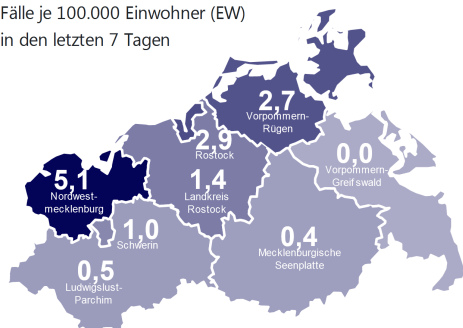 Fälle je 100.000 Einwohner (EW)
in den letzten 7 Tagen
2,7
Vorpommern-
Rügen
2,9
Rostock
0,0
Vorpommern-
Greifswald
5,1
Nordwest-
mecklenburg
1,4
Landkreis
Rostock
1,0
Schwerin
0,4
Mecklenburgische
Seenplatte
0,5
Ludwigslust-
Parchim